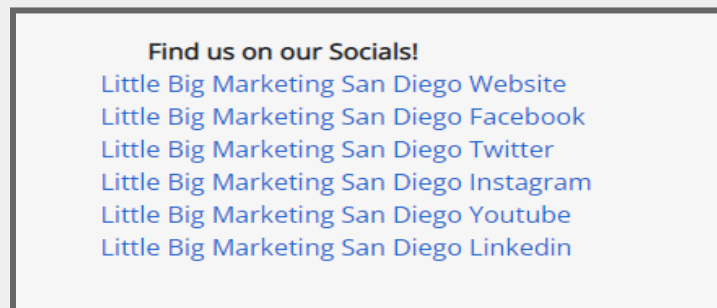 Find us on our Socials!
Little Big Marketing San Diego Website
Little Big Marketing San Diego Facebook
Little Big Marketing San Diego Twitter
Little Big Marketing San Diego Instagram
Little Big Marketing San Diego Youtube
Little Big Marketing San Diego Linkedin